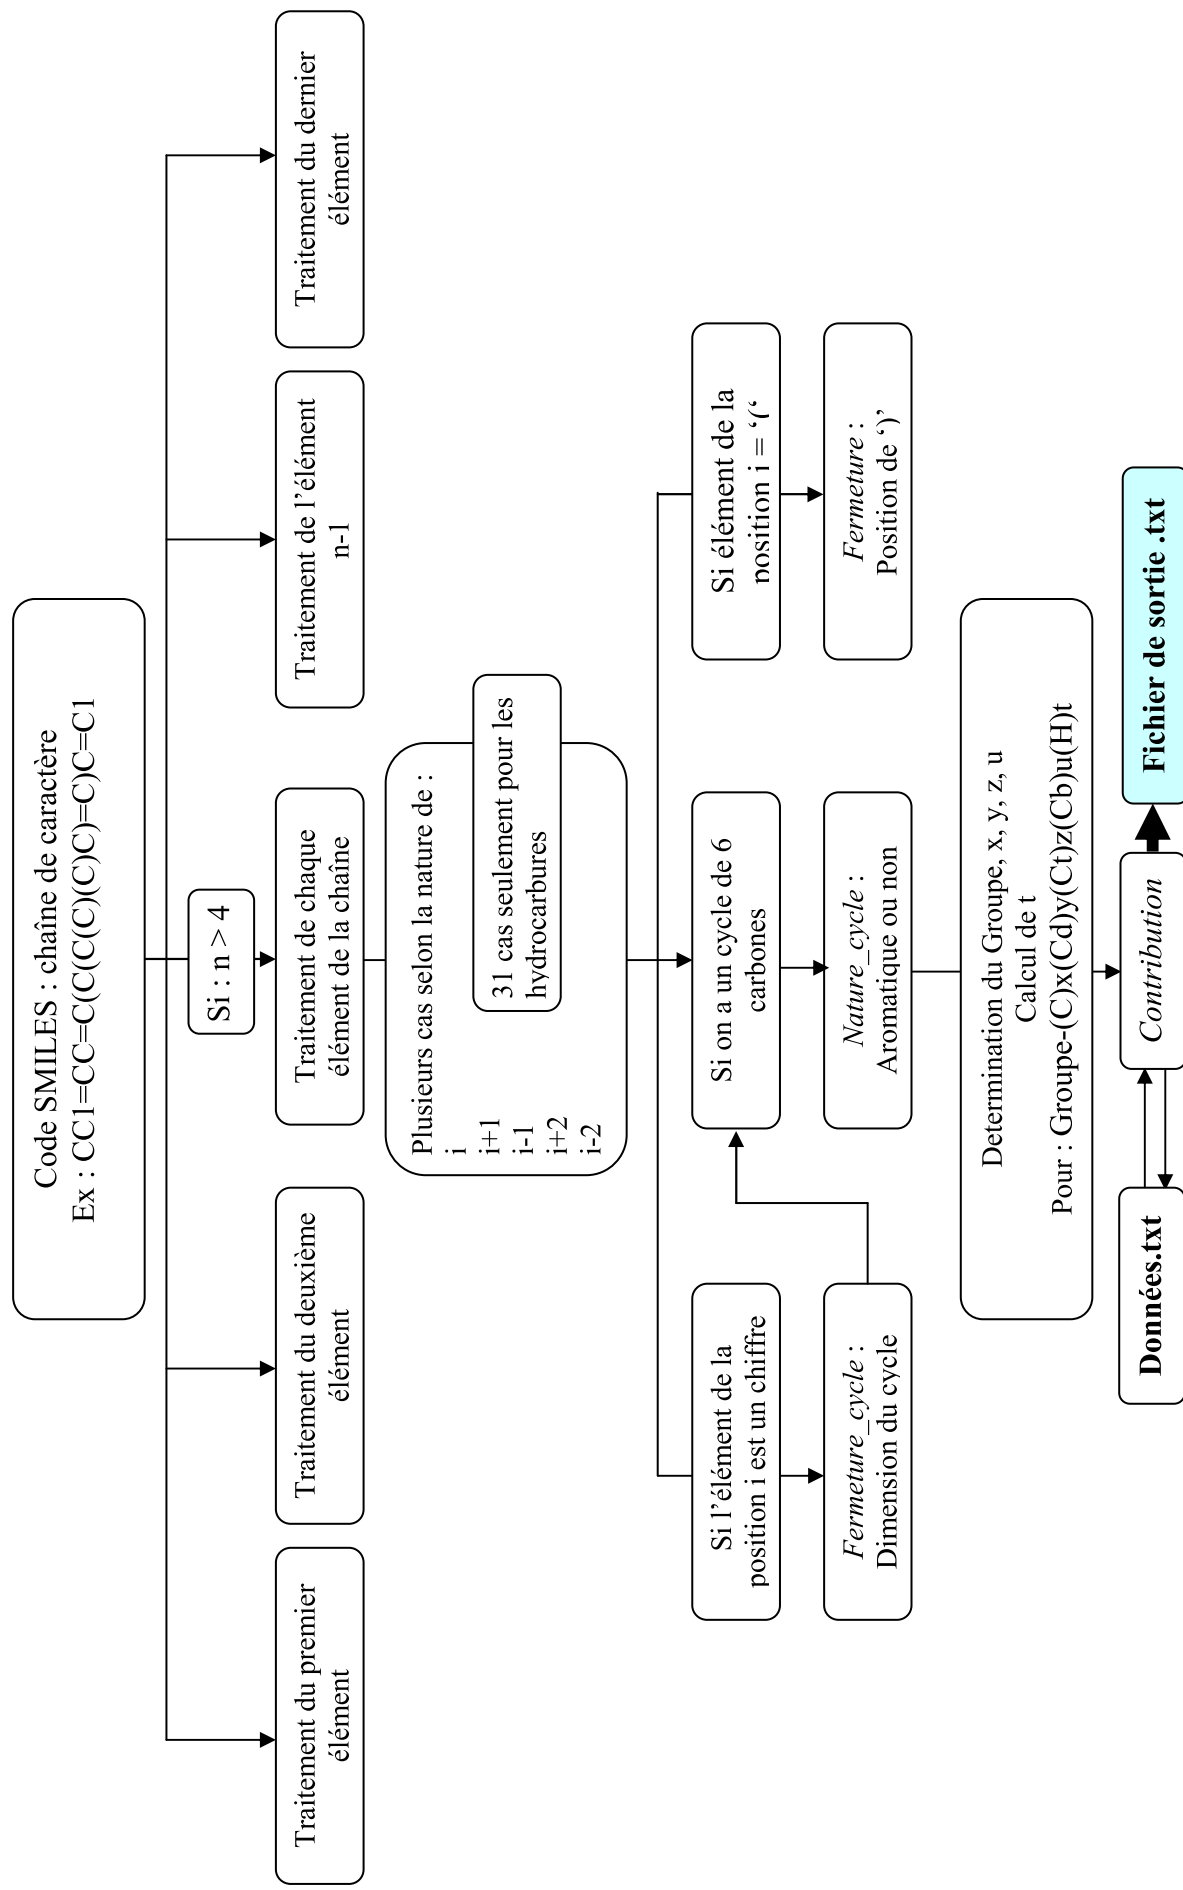 Code SMILES : chaîne de caractère
Ex : CC1=CC=C(C(C(C)(C)C)=C)C=C1
Si : n > 4
Traitement du premier
élément
Traitement du deuxième
élément
Traitement de chaque
élément de la chaîne
Traitement de l’élément
n-1
Traitement du dernier
élément
Plusieurs cas selon la nature de :
i
i+1
i-1
i+2
i-2
31 cas seulement pour les
hydrocarbures
Si l’élément de la
position i est un chiffre
Si on a un cycle de 6
carbones
Si élément de la
position i = ‘(‘
Fermeture_cycle :
Dimension du cycle
Nature_cycle :
Aromatique ou non
Fermeture :
Position de ‘)’
Determination du Groupe, x, y, z, u
Calcul de t
Pour : Groupe-(C)x(Cd)y(Ct)z(Cb)u(H)t
Données.txt
Contribution
Fichier de sortie .txt